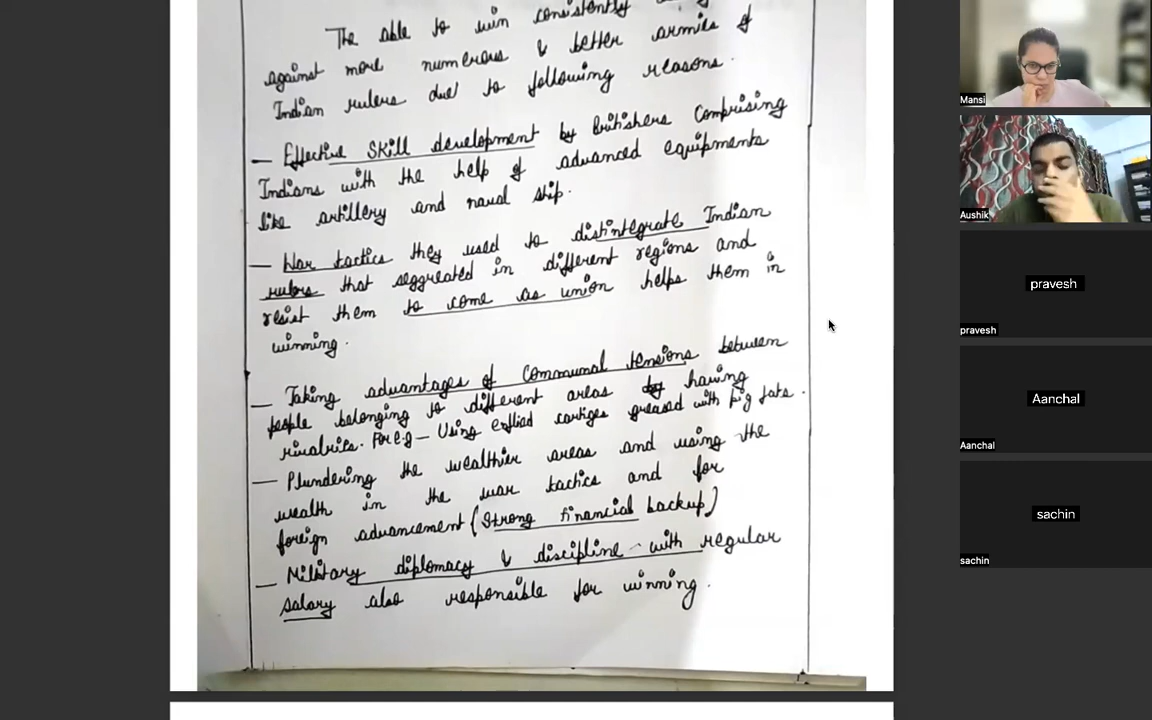 The able to win consistently
against more numerous & better armies of
Indian rulers due to following reasons.
— Effective Skill development by Britishers Comprising
Indians with the help of advanced equipments
like artillery and naval ship.
— War tactics they used to distintegrate Indian
rulers that seggreated in different regions and
resist them to come as union helps them in
winning.
— Taking advantages of Communal tensions between
people belonging to different areas by having
rivalries. For e.g — Using cartiges greased with pig fats.
— Plundering the wealthier areas and using the
wealth in the war tactics and for
foreign advancement (Strong financial backup)
— Military diplomacy & discipline with regular
salary also responsible for winning.
Mansi
Aushik
pravesh
pravesh
Aanchal
Aanchal
sachin
sachin